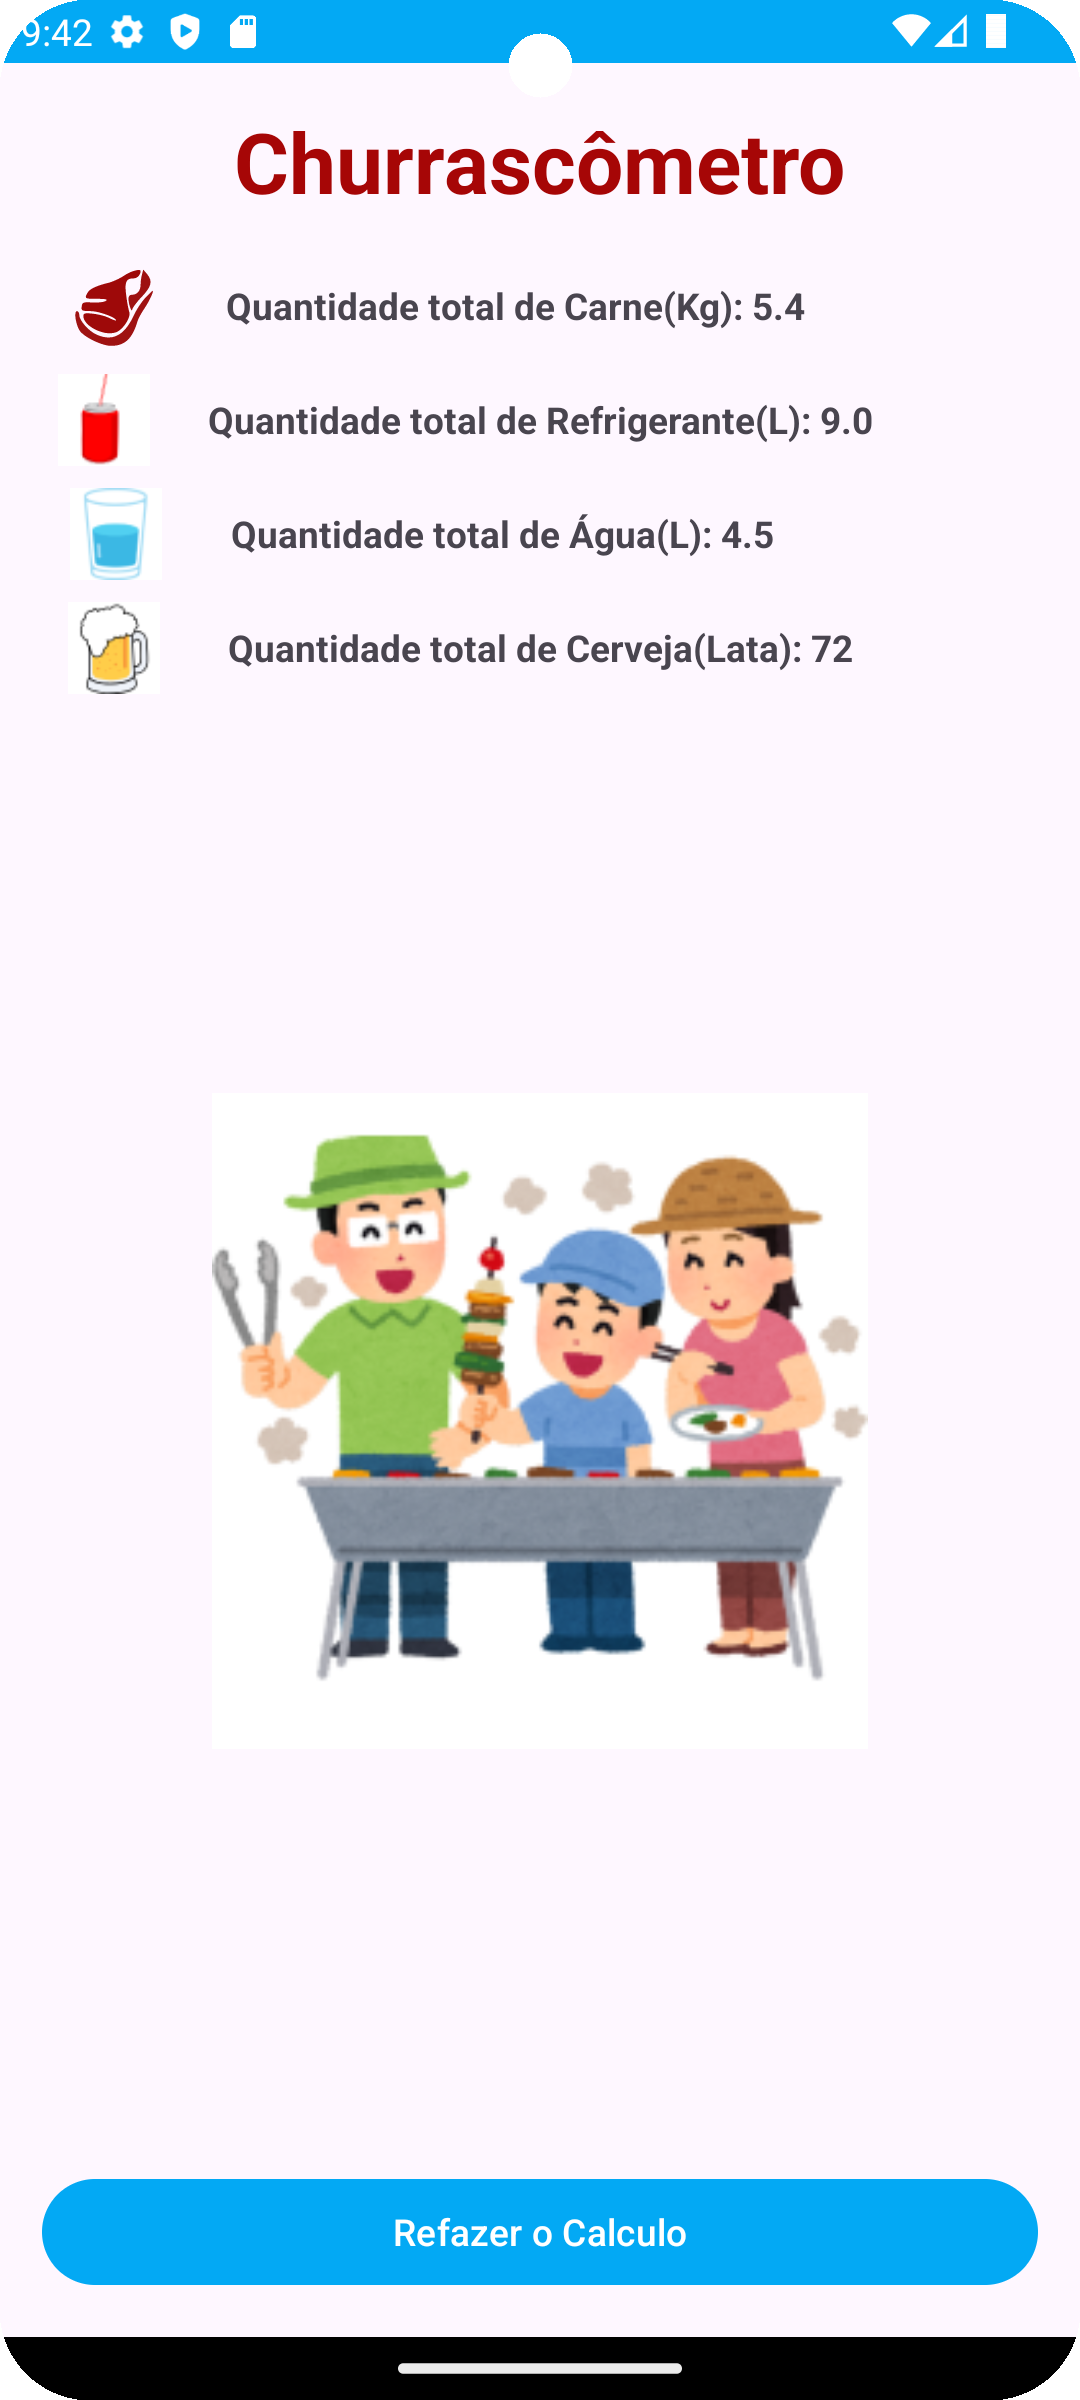 9:42
Churrascômetro
Quantidade total de Carne(Kg): 5.4
Quantidade total de Refrigerante(L): 9.0
Quantidade total de Água(L): 4.5
Quantidade total de Cerveja(Lata): 72
Refazer o Calculo